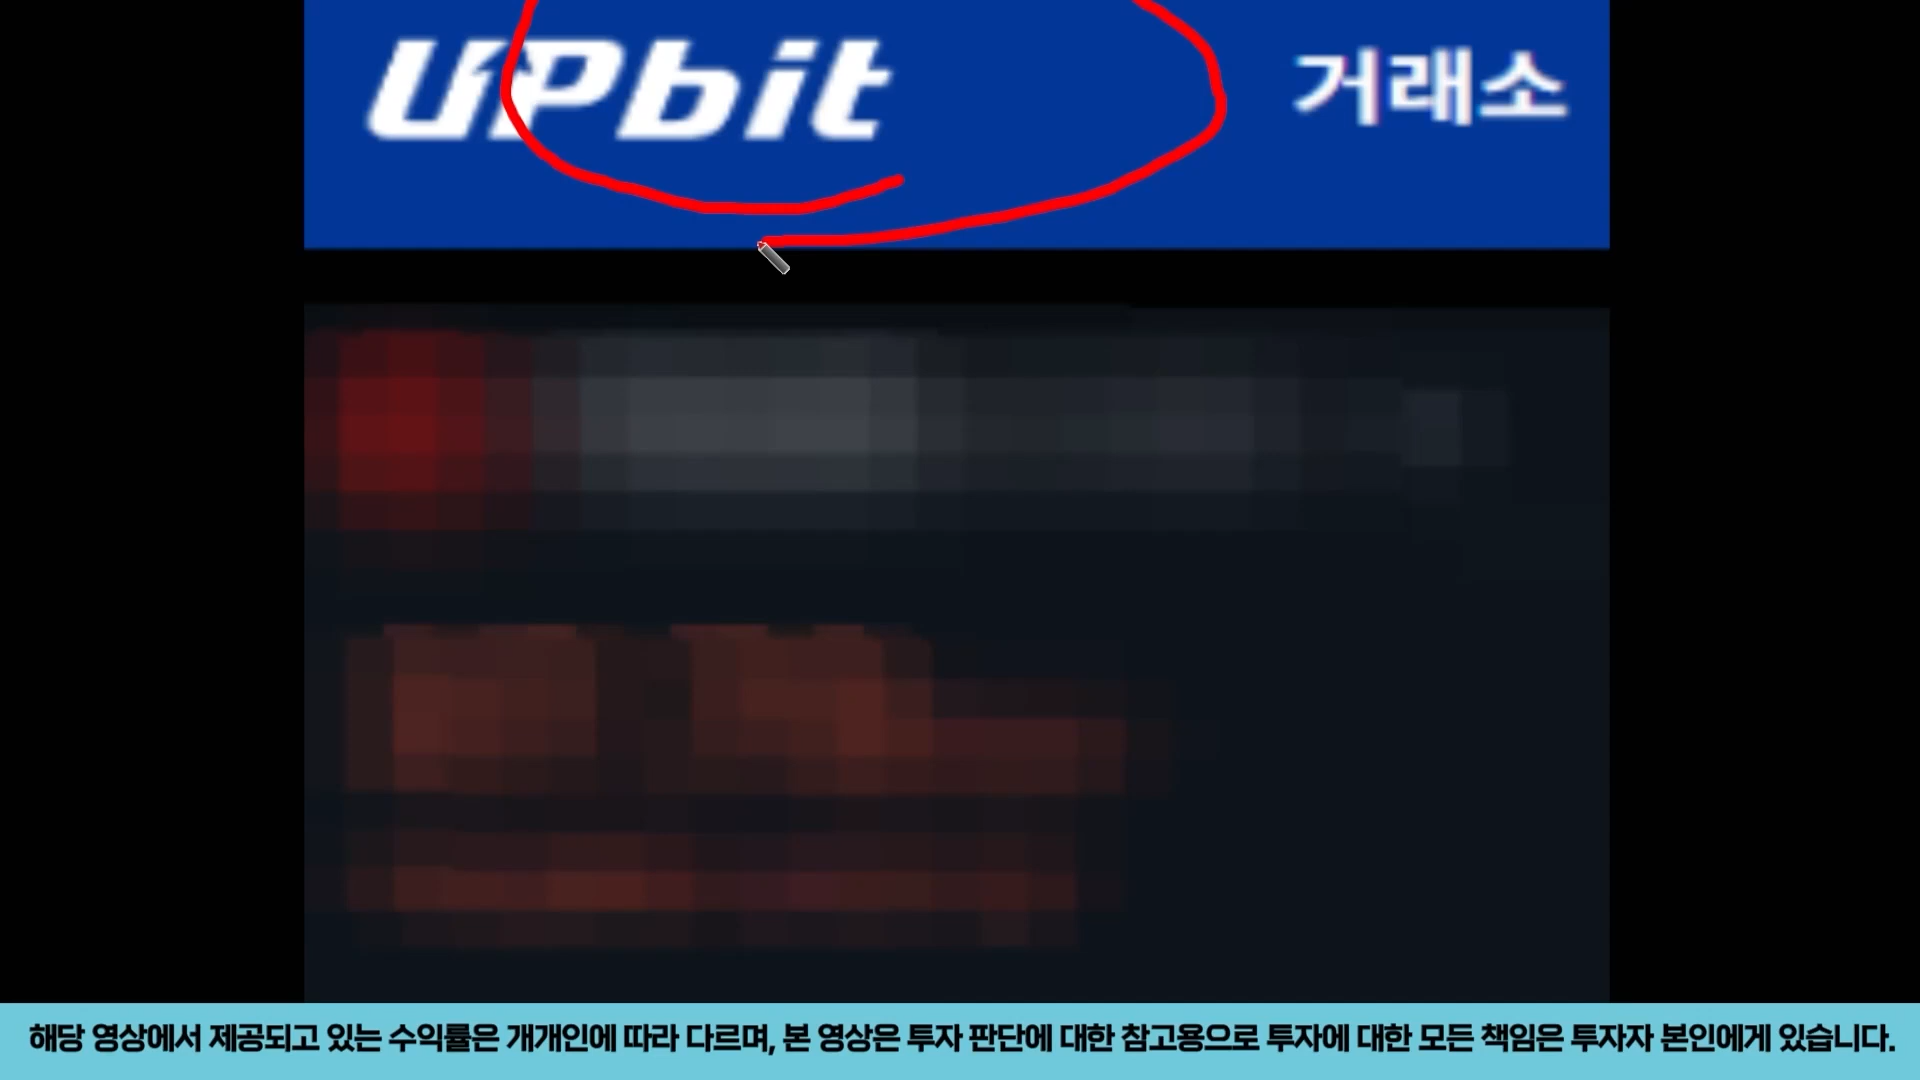 UPbit 거래소
해당 영상에서 제공되고 있는 수익률은 개개인에 따라 다르며, 본 영상은 투자 판단에 대한 참고용으로 투자에 대한 모든 책임은 투자자 본인에게 있습니다.